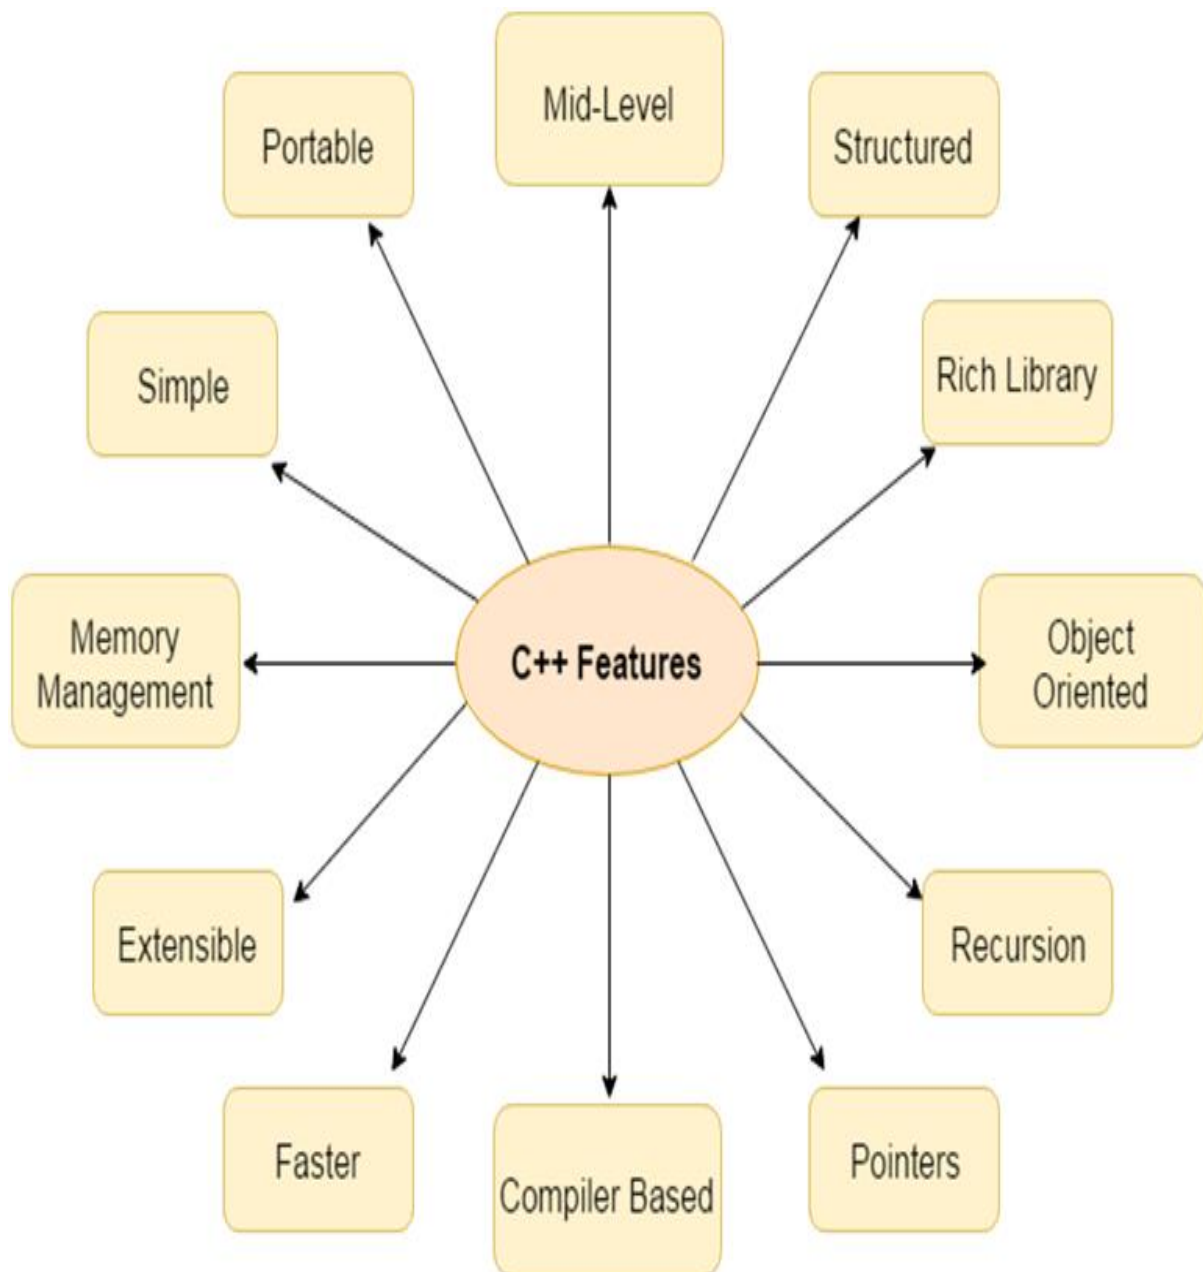 Mid-Level
Portable
Structured
Simple
Rich Library
Memory
Management
C++ Features
Object
Oriented
Extensible
Recursion
Faster
Compiler Based
Pointers